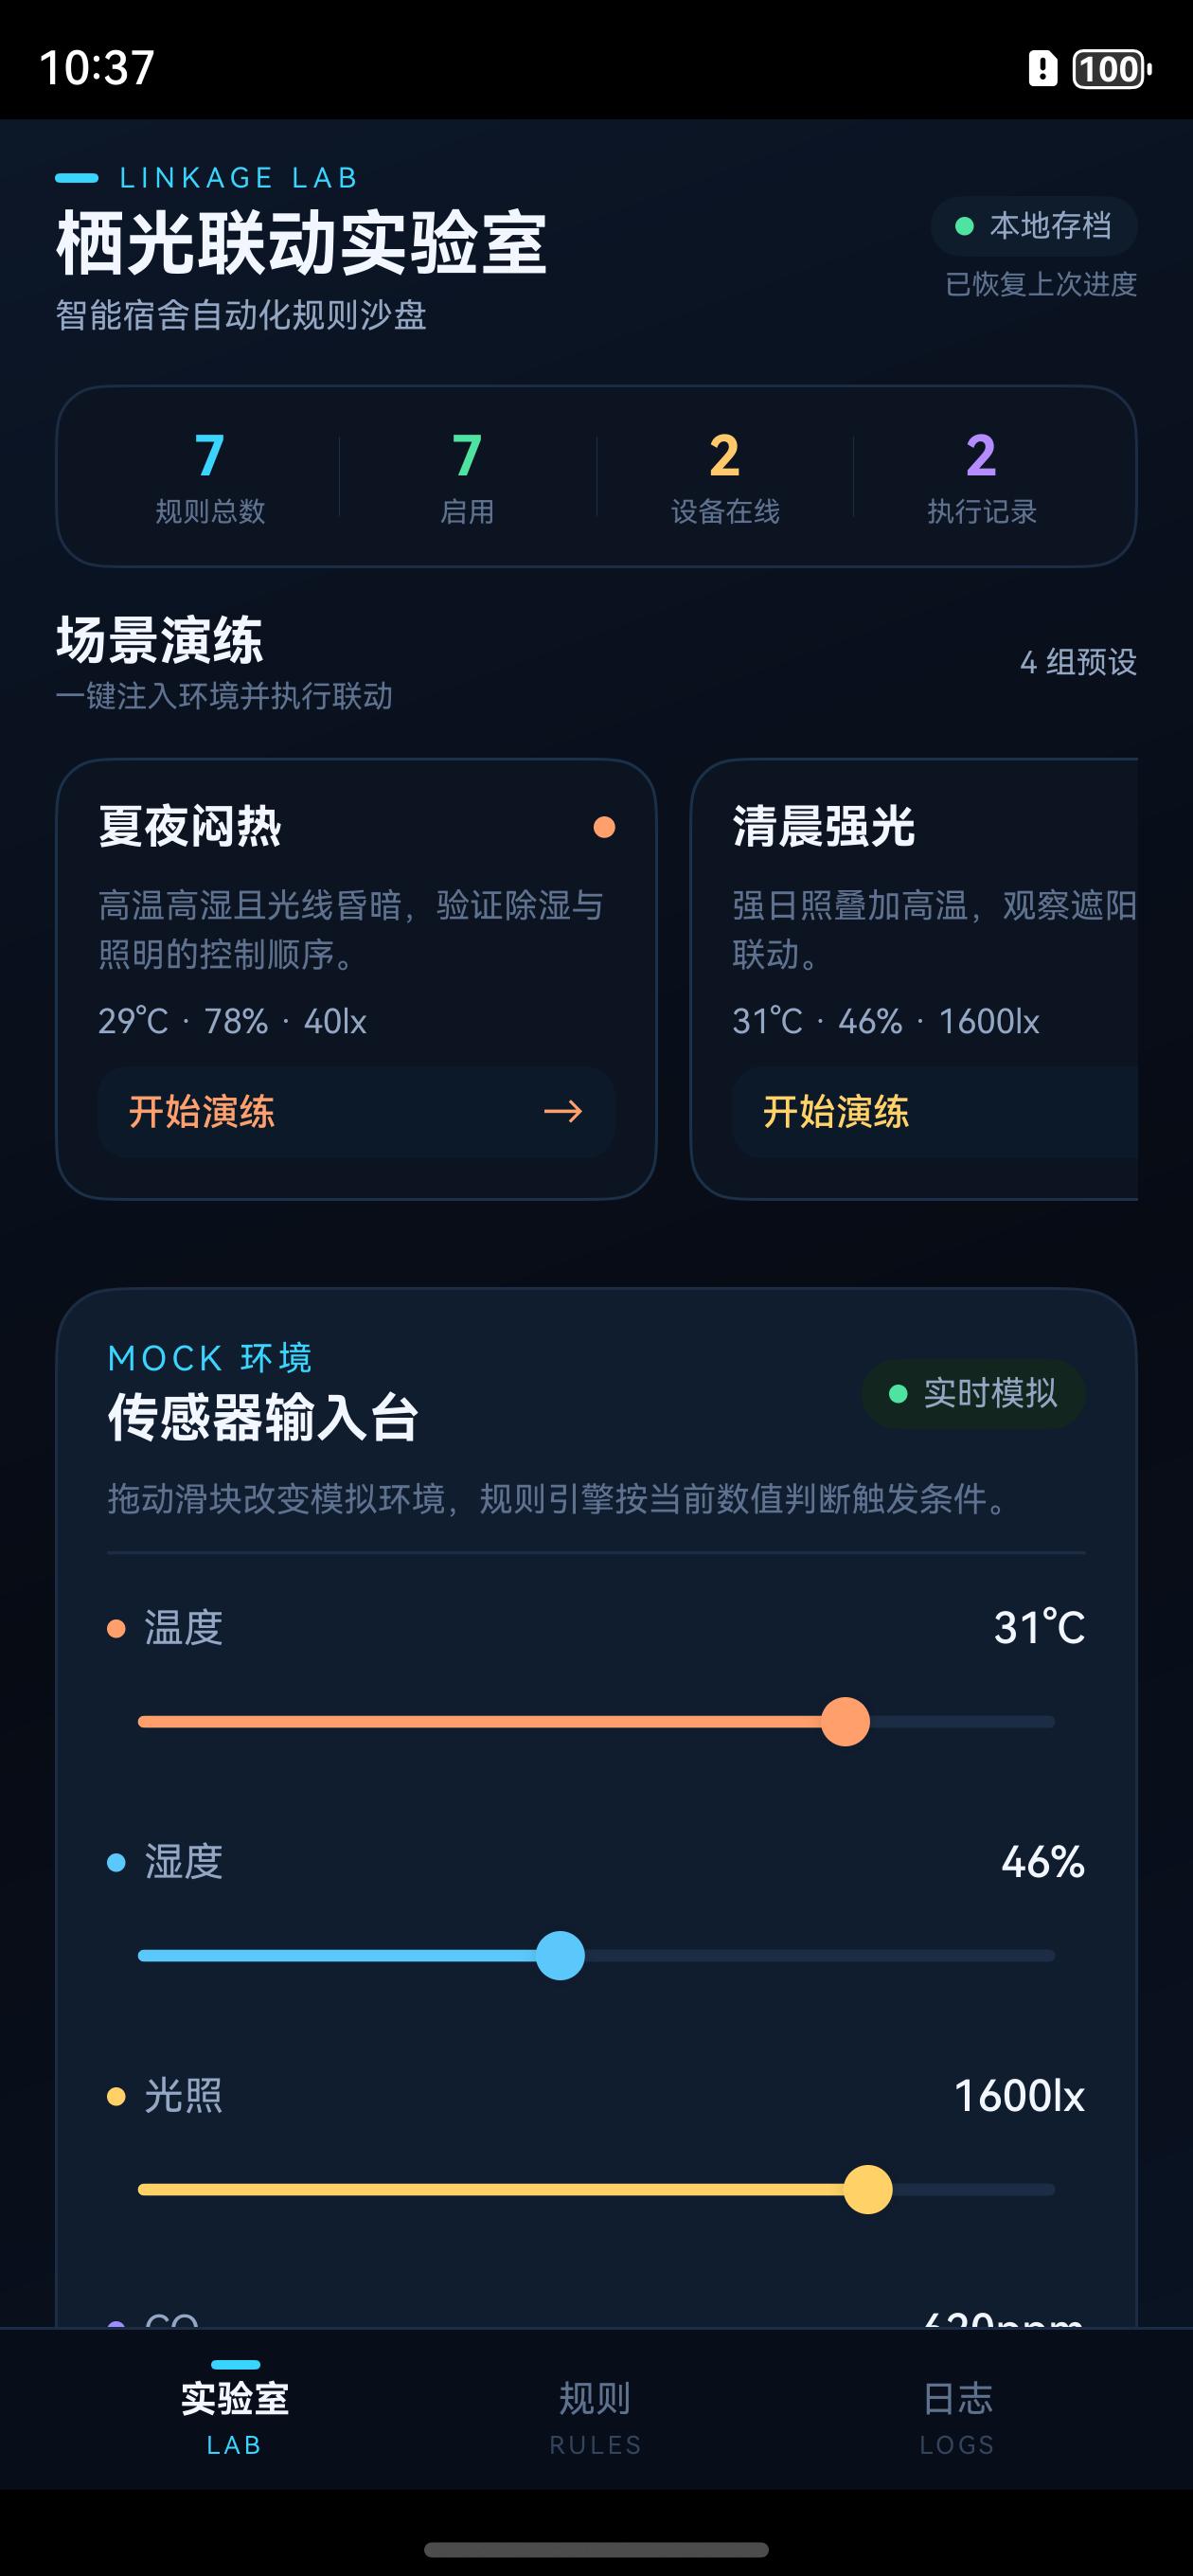 10:37
100
LINKAGE LAB
栖光联动实验室
智能宿舍自动化规则沙盘
本地存档
已恢复上次进度
7
规则总数
7
启用
2
设备在线
2
执行记录
场景演练
一键注入环境并执行联动
4 组预设
夏夜闷热
高温高湿且光线昏暗，验证除湿与
照明的控制顺序。
29°C · 78% · 40lx
开始演练 →
清晨强光
强日照叠加高温，观察遮阳
联动。
31°C · 46% · 1600lx
开始演练
MOCK 环境
传感器输入台
实时模拟
拖动滑块改变模拟环境，规则引擎按当前数值判断触发条件。
温度 31°C
湿度 46%
光照 1600lx
实验室
LAB
规则
RULES
日志
LOGS